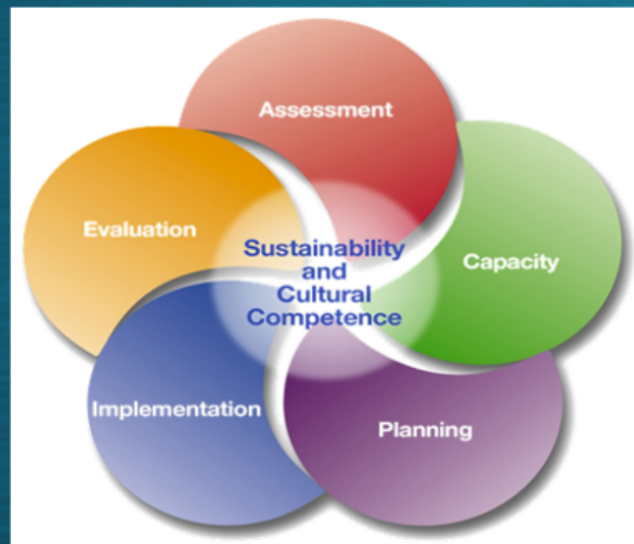 Assessment
Capacity
Planning
Implementation
Evaluation
Sustainability
and
Cultural
Competence